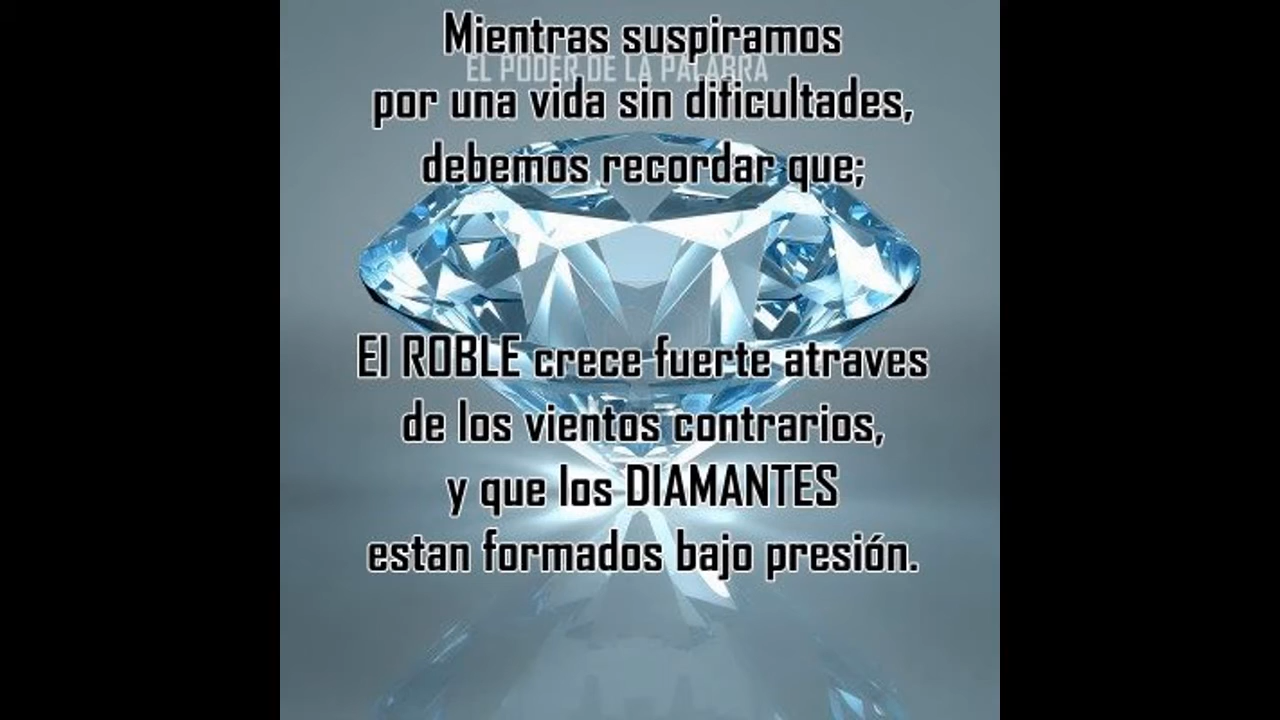 Mientras suspiramos
EL PODER DE LA PALABRA
por una vida sin dificultades,
debemos recordar que;
El ROBLE crece fuerte atraves
de los vientos contrarios,
y que los DIAMANTES
estan formados bajo presión.